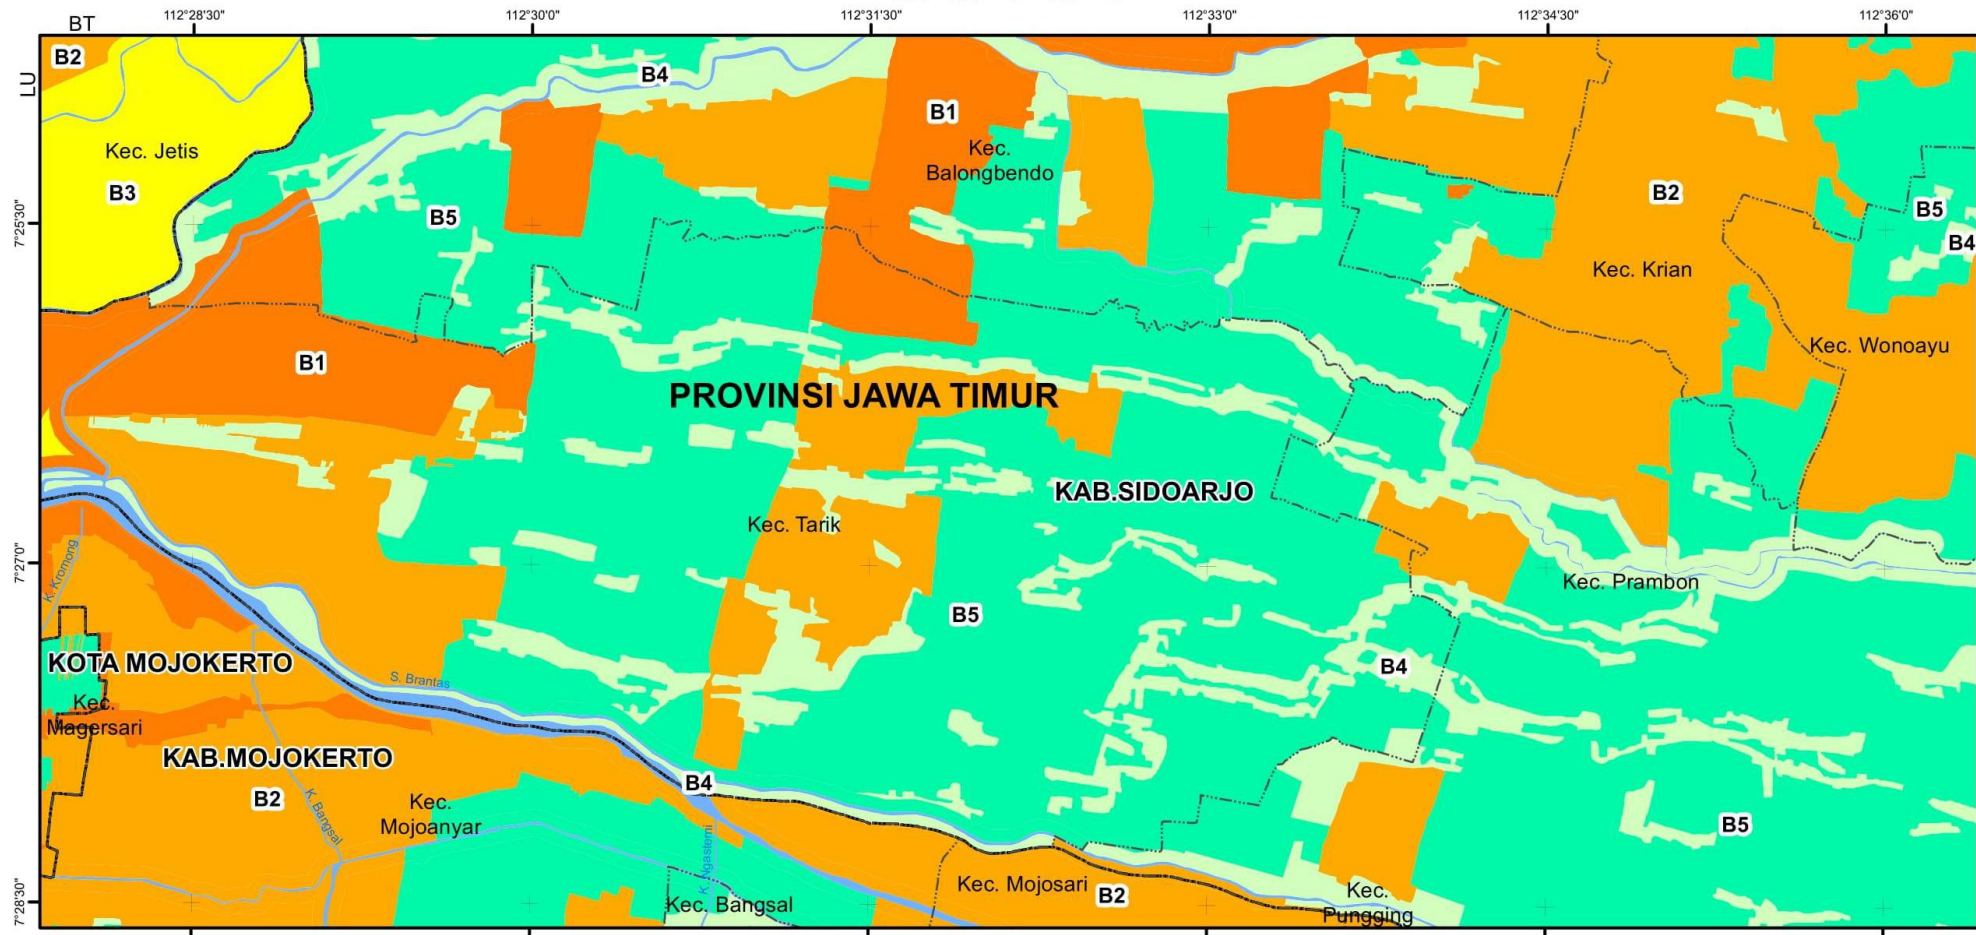 112°28'30"
112°30'0"
112°31'30"
112°33'0"
112°34'30"
112°36'0"
BT
LU
B2
B4
B1
Kec. Jetis
Kec.
Balongbendo
B3
B2
B5
B5
7°25'30"
B4
Kec. Krian
Kec. Wonoayu
B1
PROVINSI JAWA TIMUR
KAB.SIDOARJO
Kec. Tarik
7°27'0"
K. Kromong
Kec. Prambon
B5
KOTA MOJOKERTO
B4
S. Brantas
Kec.
Magersari
KAB.MOJOKERTO
B4
B2
Kec.
Mojoanyar
K. Bangsal
B5
K. Ngastemi
Kec. Mojosari
B2
Kec.
Pungging
7°28'30"
Kec. Bangsal